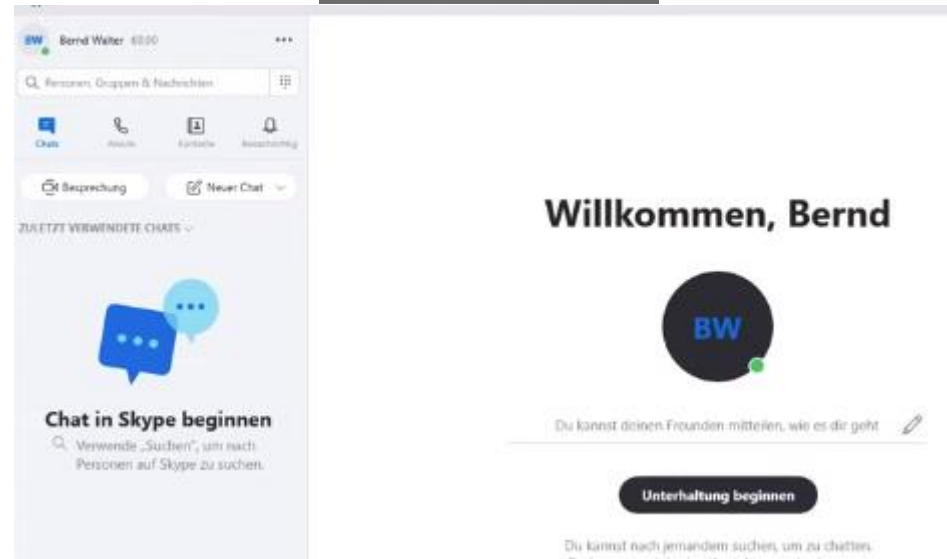 BW Bernd Walter €0.00
Personen, Gruppen & Nachrichten
Chats Anrufe Kontakte Benachrichtig
Besprechung Neuer Chat
ZULETZT VERWENDETE CHATS
Chat in Skype beginnen
Verwende „Suchen“, um nach
Personen auf Skype zu suchen.
Willkommen, Bernd
BW
Du kannst deinen Freunden mitteilen, wie es dir geht
Unterhaltung beginnen
Du kannst nach jemandem suchen, um zu chatten.